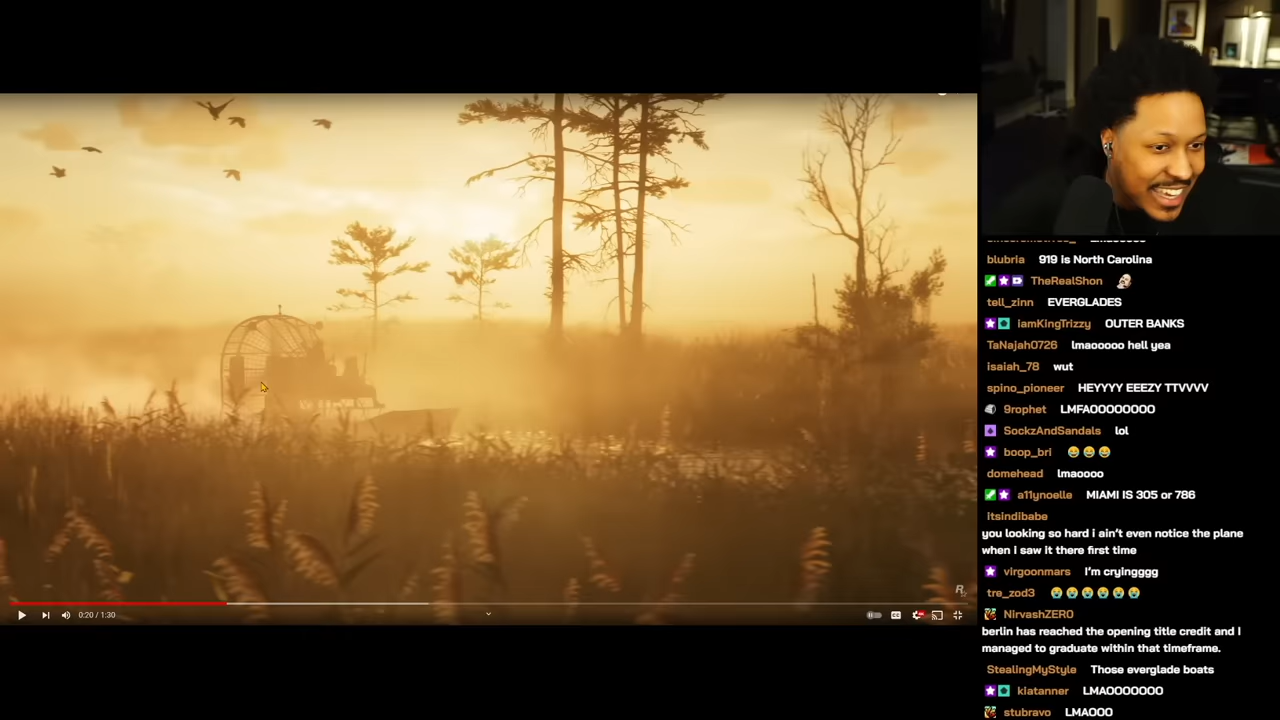 blubria 919 is North Carolina
TheRealShon
tell_zinn EVERGLADES
IamKingTrizzy OUTER BANKS
TaNajah0726 lmaooooo hell yea
isaiah_78 wut
spino_pioneer HEYYYY EEEZY TTVVVV
9rophet LMFAOOOOOOOO
SockzAndSandals lol
boop_bri 😂 😂 😂
domehead lmaoooo
a11ynoelle MIAMI IS 305 or 786
itsindibabe
you looking so hard i ain't even notice the plane
when i saw it there first time
virgoonmars I'm cryingggg
tre_zod3 😭 😭 😭 😭 😭 😭
NirvashZER0
berlin has reached the opening title credit and I
managed to graduate within that timeframe.
StealingMyStyle Those everglade boats
kiatanner LMAOOOOOOO
stubravo LMAOOO
R
0:20 / 1:30
CC